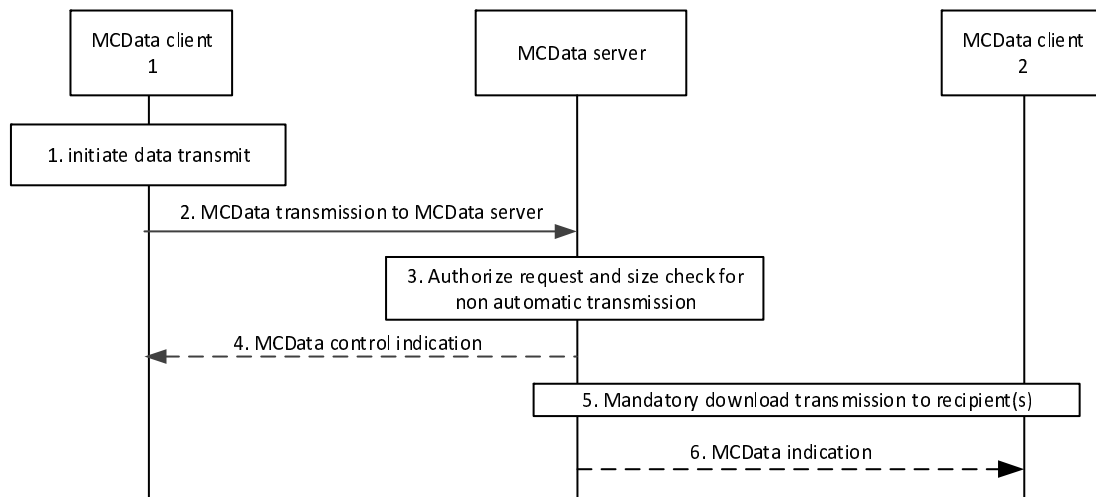 MCData client
1
MCData server
MCData client
2
1. initiate data transmit
2. MCData transmission to MCData server
3. Authorize request and size check for
non automatic transmission
4. MCData control indication
5. Mandatory download transmission to recipient(s)
6. MCData indication